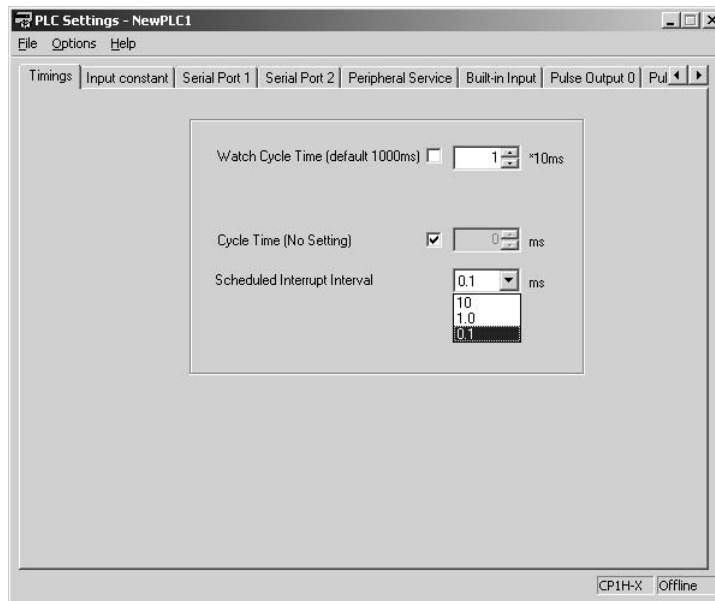 PLC Settings - NewPLC1
File Options Help
Timings Input constant Serial Port 1 Serial Port 2 Peripheral Service Built-in Input Pulse Output 0 Pul
Watch Cycle Time (default 1000ms) 1 *10ms
Cycle Time (No Setting) 0 ms
Scheduled Interrupt Interval 0.1 ms
10
1.0
0.1
CP1H-X Offline